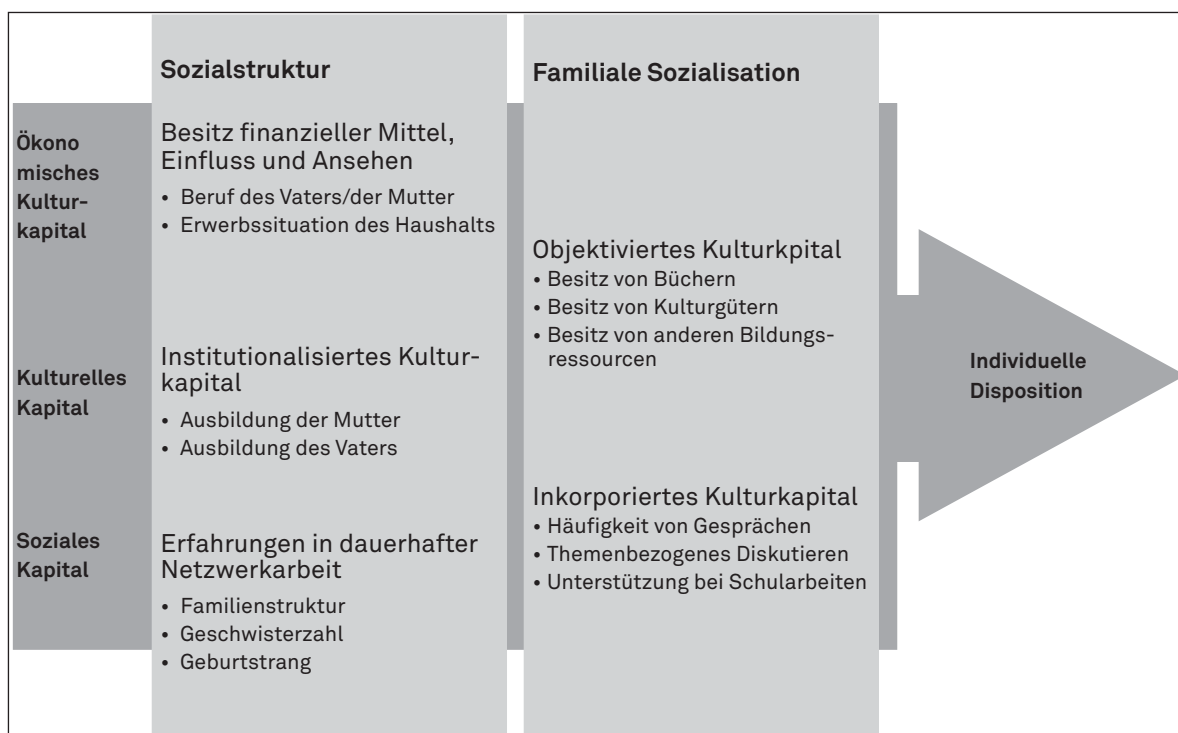 Sozialstruktur
Familiale Sozialisation
Ökono
misches
Kultur-
kapital
Besitz finanzieller Mittel,
Einfluss und Ansehen
• Beruf des Vaters/der Mutter
• Erwerbssituation des Haushalts
Kulturelles
Kapital
Institutionalisiertes Kultur-
kapital
• Ausbildung der Mutter
• Ausbildung des Vaters
Soziales
Kapital
Erfahrungen in dauerhafter
Netzwerkarbeit
• Familienstruktur
• Geschwisterzahl
• Geburtstrang
Objektiviertes Kulturkpital
• Besitz von Büchern
• Besitz von Kulturgütern
• Besitz von anderen Bildungs-
ressourcen
Inkorporiertes Kulturkapital
• Häufigkeit von Gesprächen
• Themenbezogenes Diskutieren
• Unterstützung bei Schularbeiten
Individuelle
Disposition